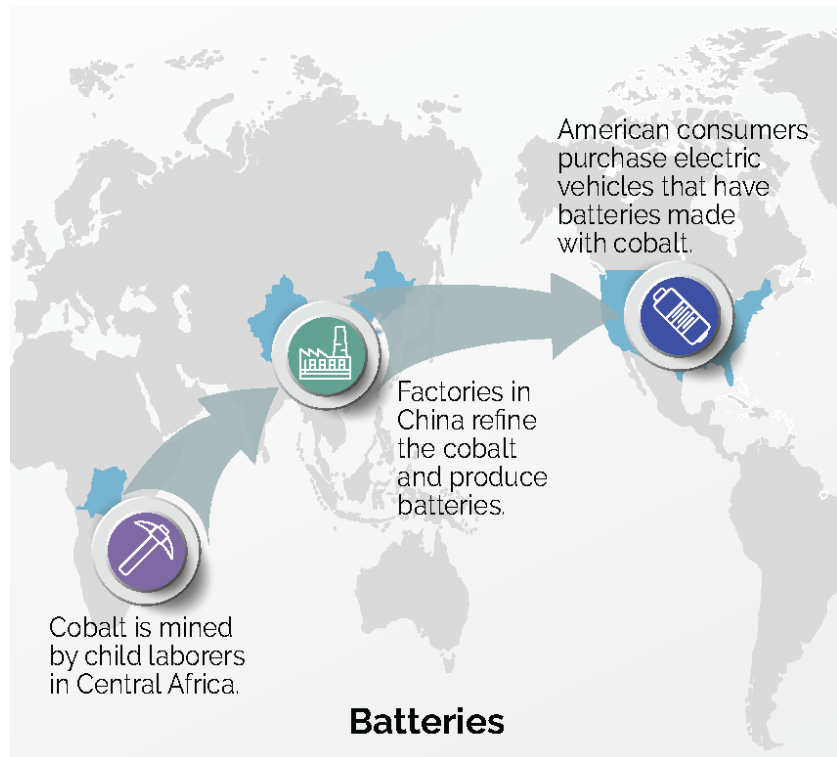 American consumers
purchase electric
vehicles that have
batteries made
with cobalt.
Factories in
China refine
the cobalt
and produce
batteries.
Cobalt is mined
by child laborers
in Central Africa.
Batteries